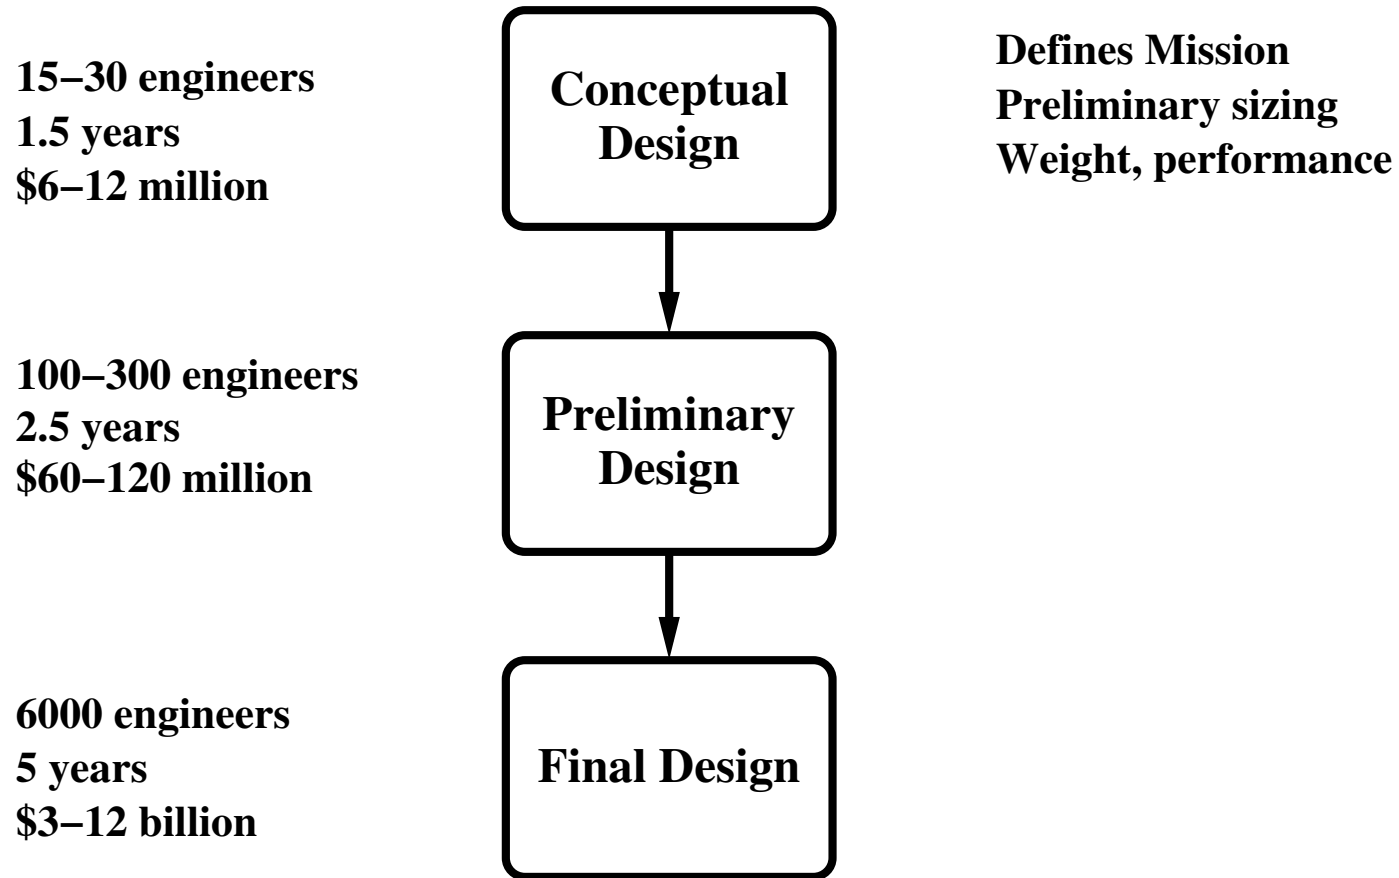 15–30 engineers
1.5 years
$6–12 million
Conceptual
Design
Defines Mission
Preliminary sizing
Weight, performance
100–300 engineers
2.5 years
$60–120 million
Preliminary
Design
6000 engineers
5 years
$3–12 billion
Final Design